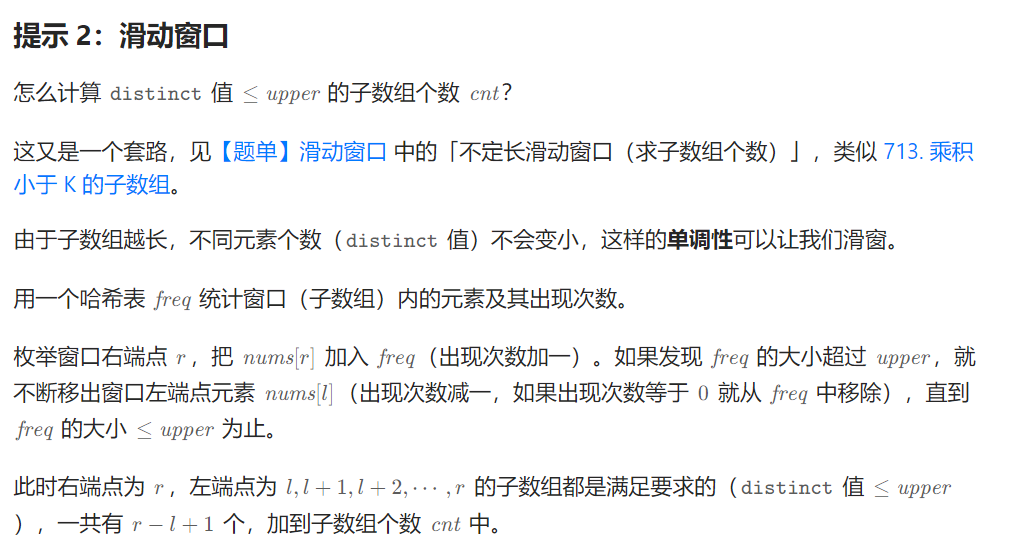 提示 2：滑动窗口
怎么计算 distinct 值 ≤ upper 的子数组个数 cnt？
这又是一个套路，见【题单】滑动窗口 中的「不定长滑动窗口（求子数组个数）」，类似 713. 乘积
小于 K 的子数组。
由于子数组越长，不同元素个数（distinct 值）不会变小，这样的单调性可以让我们滑窗。
用一个哈希表 freq 统计窗口（子数组）内的元素及其出现次数。
枚举窗口右端点 r，把 nums[r] 加入 freq（出现次数加一）。如果发现 freq 的大小超过 upper，就
不断移出窗口左端点元素 nums[l]（出现次数减一，如果出现次数等于 0 就从 freq 中移除），直到
freq 的大小 ≤ upper 为止。
此时右端点为 r，左端点为 l, l + 1, l + 2, ⋯ , r 的子数组都是满足要求的（distinct 值 ≤ upper
），一共有 r − l + 1 个，加到子数组个数 cnt 中。